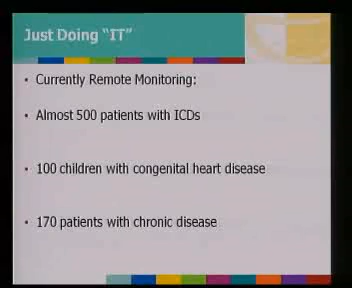 Just Doing "IT"
• Currently Remote Monitoring:
• Almost 500 patients with ICDs
• 100 children with congenital heart disease
• 170 patients with chronic disease